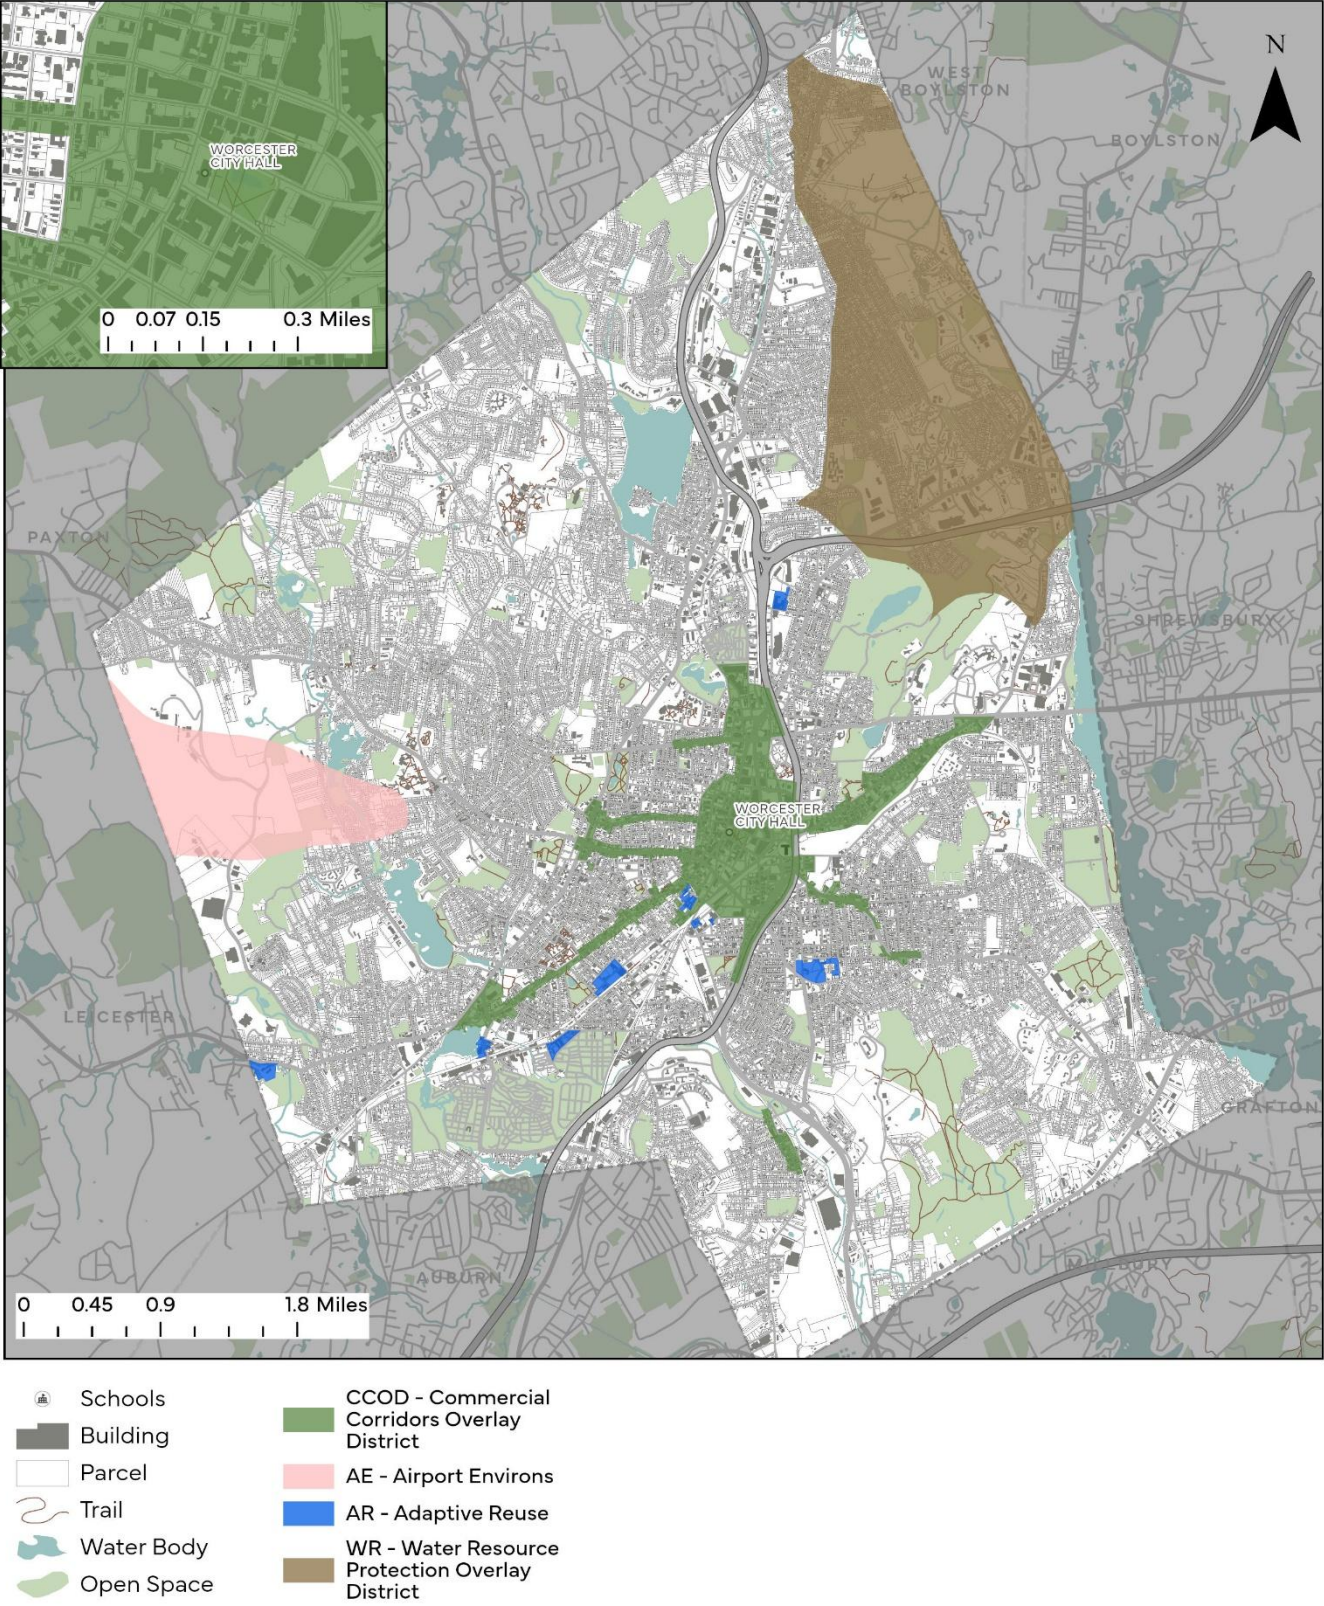 WORCESTER
CITY HALL
0 0.07 0.15 0.3 Miles
N
WEST
BOYLSTON
BOYLSTON
PAXTON
SHREWSBURY
WORCESTER
CITY HALL
T
LEICESTER
GRAFTON
AUBURN
0 0.45 0.9 1.8 Miles
Schools
Building
Parcel
Trail
Water Body
Open Space
CCOD - Commercial
Corridors Overlay
District
AE - Airport Environs
AR - Adaptive Reuse
WR - Water Resource
Protection Overlay
District